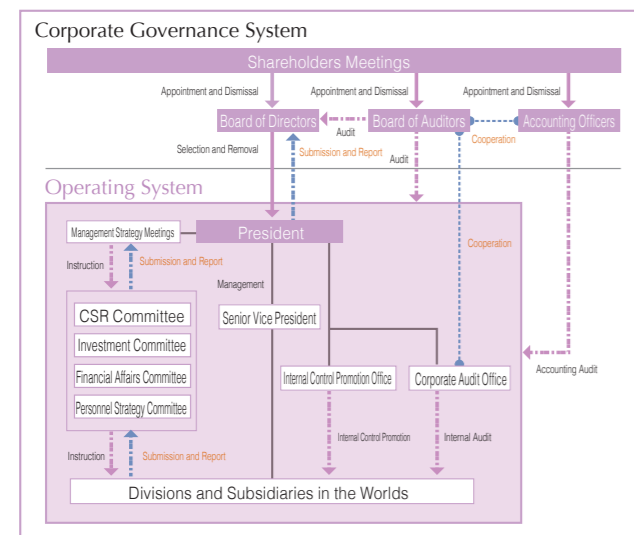 Corporate Governance System
Shareholders Meetings
Appointment and Dismissal
Appointment and Dismissal
Appointment and Dismissal
Board of Directors
Board of Auditors
Accounting Officers
Audit
Cooperation
Selection and Removal
Submission and Report
Audit
Operating System
Management Strategy Meetings
President
Cooperation
Instruction
Submission and Report
Management
CSR Committee
Senior Vice President
Investment Committee
Accounting Audit
Financial Affairs Committee
Internal Control Promotion Office
Corporate Audit Office
Personnel Strategy Committee
Internal Control Promotion
Internal Audit
Instruction
Submission and Report
Divisions and Subsidiaries in the Worlds